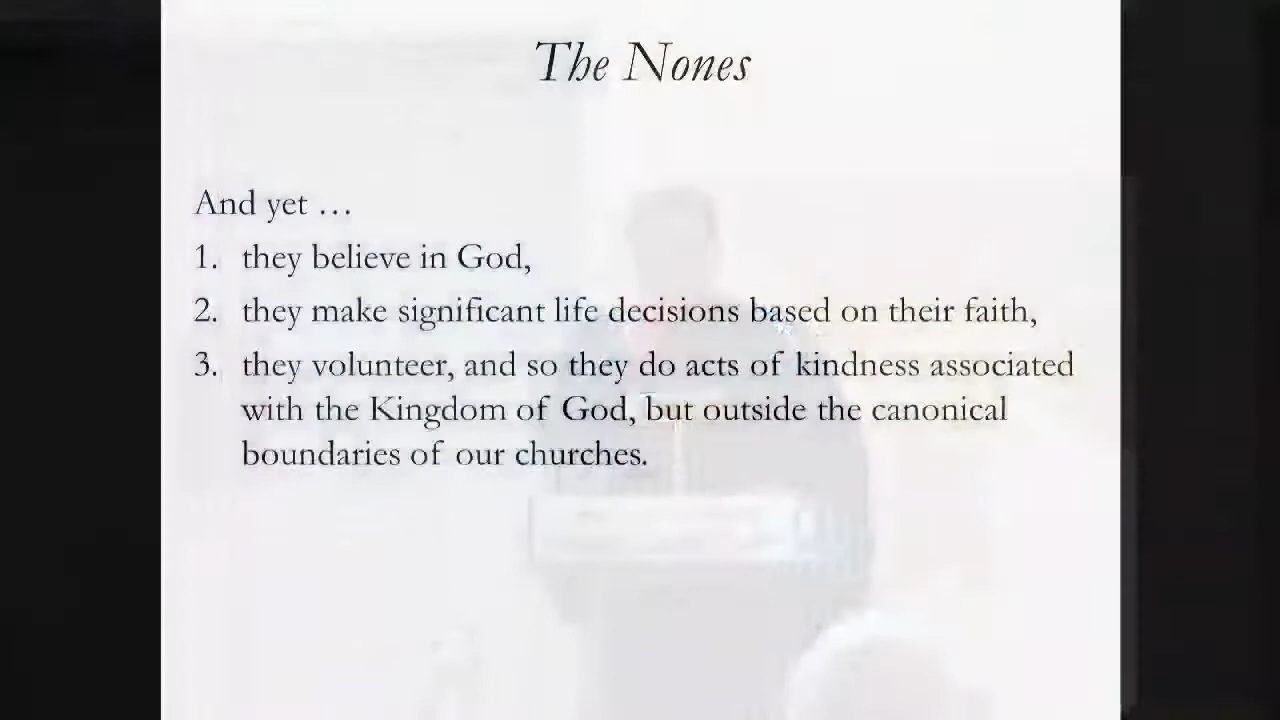 The Nones
And yet …
1. they believe in God,
2. they make significant life decisions based on their faith,
3. they volunteer, and so they do acts of kindness associated
with the Kingdom of God, but outside the canonical
boundaries of our churches.